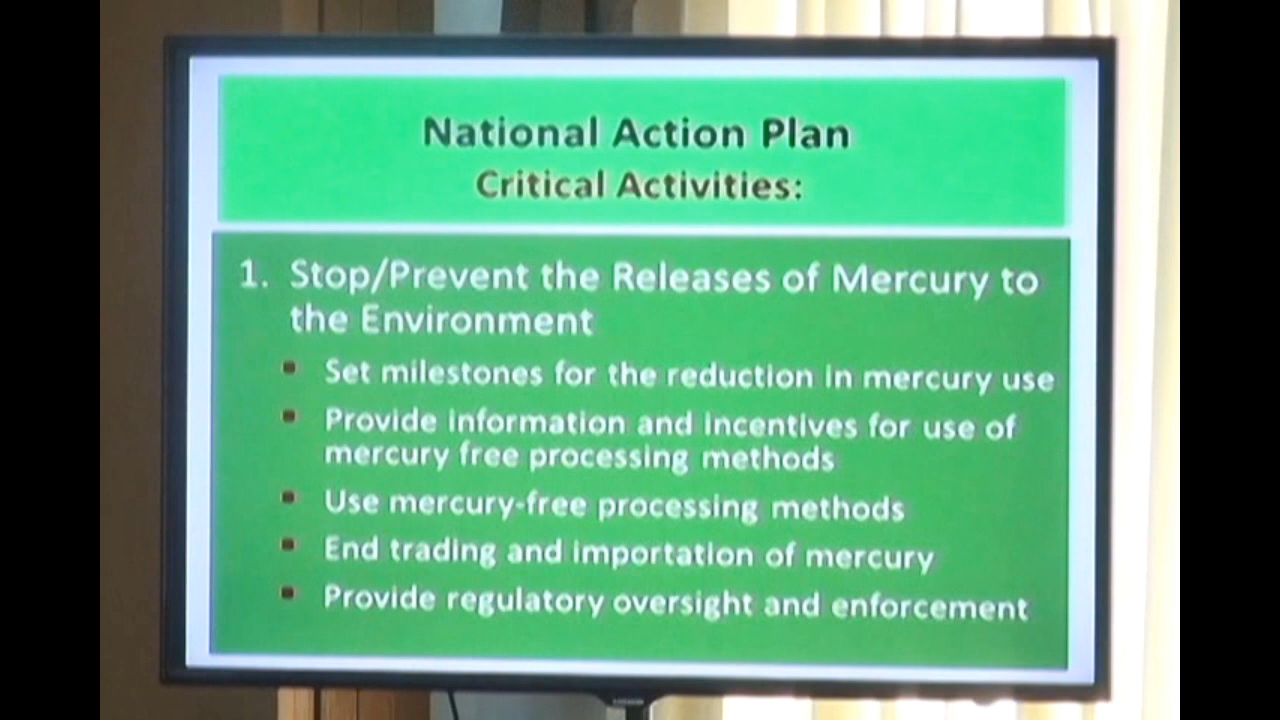 National Action Plan
Critical Activities:
1. Stop/Prevent the Releases of Mercury to
the Environment
▪ Set milestones for the reduction in mercury use
▪ Provide information and incentives for use of
mercury free processing methods
▪ Use mercury-free processing methods
▪ End trading and importation of mercury
▪ Provide regulatory oversight and enforcement